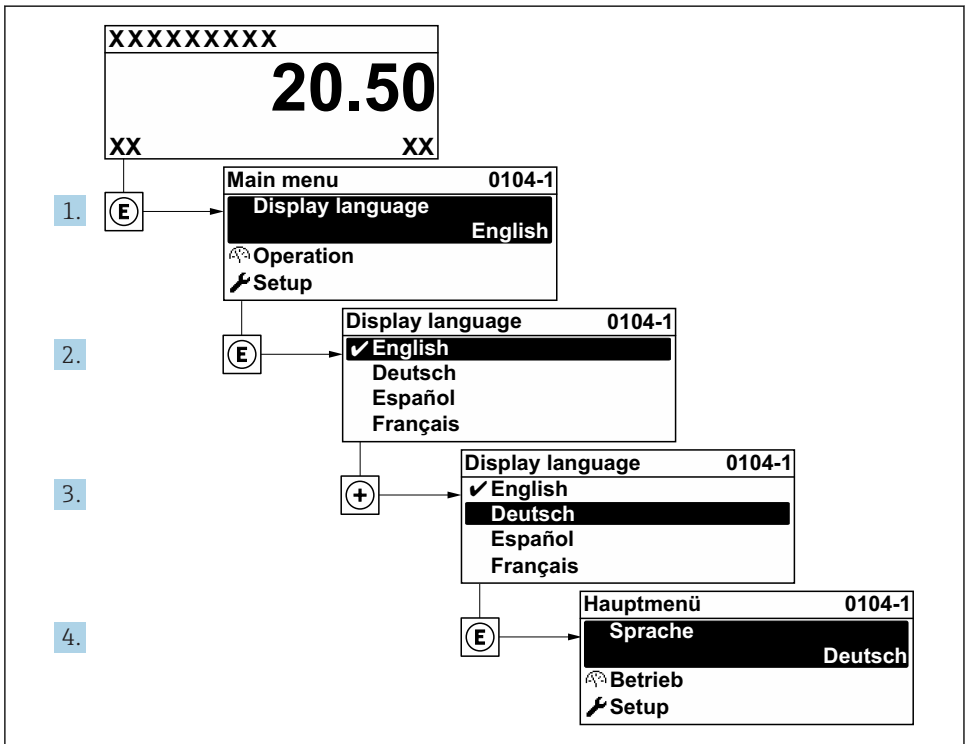 XXXXXXXXX
20.50
XX XX
1. E
Main menu 0104-1
Display language
English
Operation
Setup
2. E
Display language 0104-1
✔English
Deutsch
Español
Français
3. +
Display language 0104-1
✔English
Deutsch
Español
Français
4. E
Hauptmenü 0104-1
Sprache
Deutsch
Betrieb
Setup